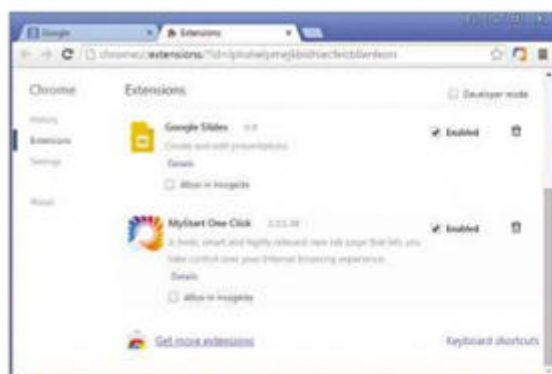 Google
Extensions
Chrome
Extensions
Developer mode
History
Extensions
Settings
About
Google Slides
Enabled
Create and edit presentations
Details
Allow in incognito
MyStart One Click
Enabled
A fresh, smart and highly relevant new tab page that lets you
take control over your Internet browsing experience.
Details
Allow in incognito
Get more extensions
Keyboard shortcuts